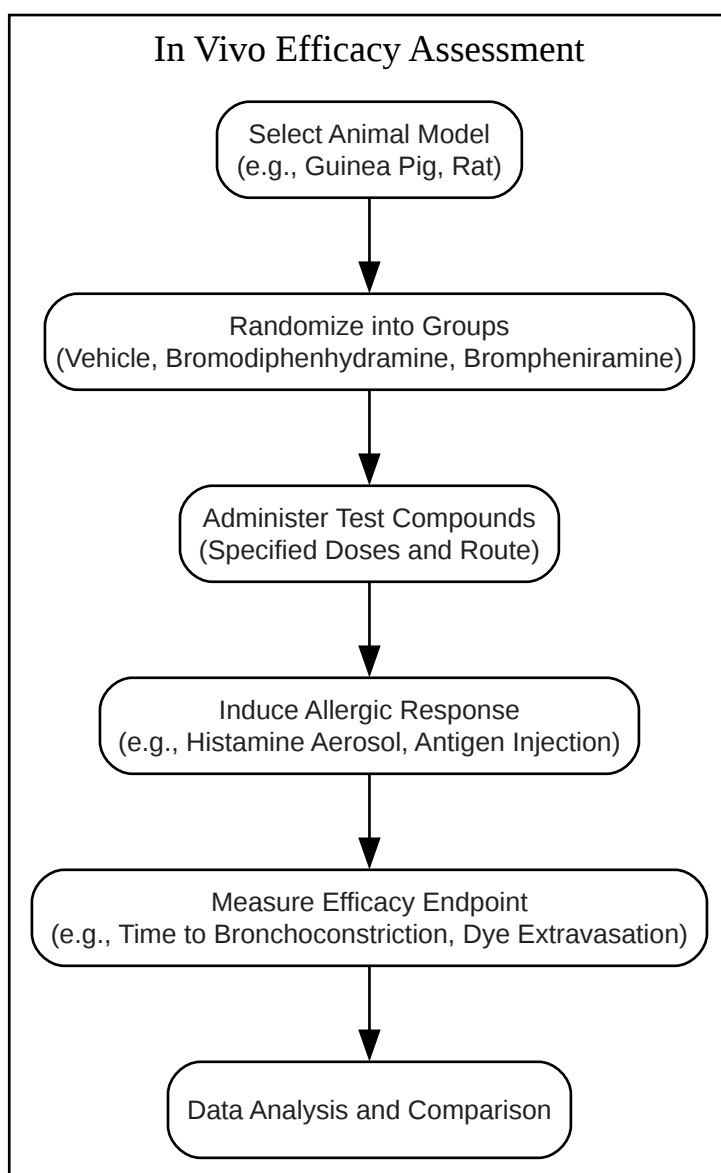 In Vivo Efficacy Assessment
Select Animal Model
(e.g., Guinea Pig, Rat)
Randomize into Groups
(Vehicle, Bromodiphenhydramine, Brompheniramine)
Administer Test Compounds
(Specified Doses and Route)
Induce Allergic Response
(e.g., Histamine Aerosol, Antigen Injection)
Measure Efficacy Endpoint
(e.g., Time to Bronchoconstriction, Dye Extravasation)
Data Analysis and Comparison